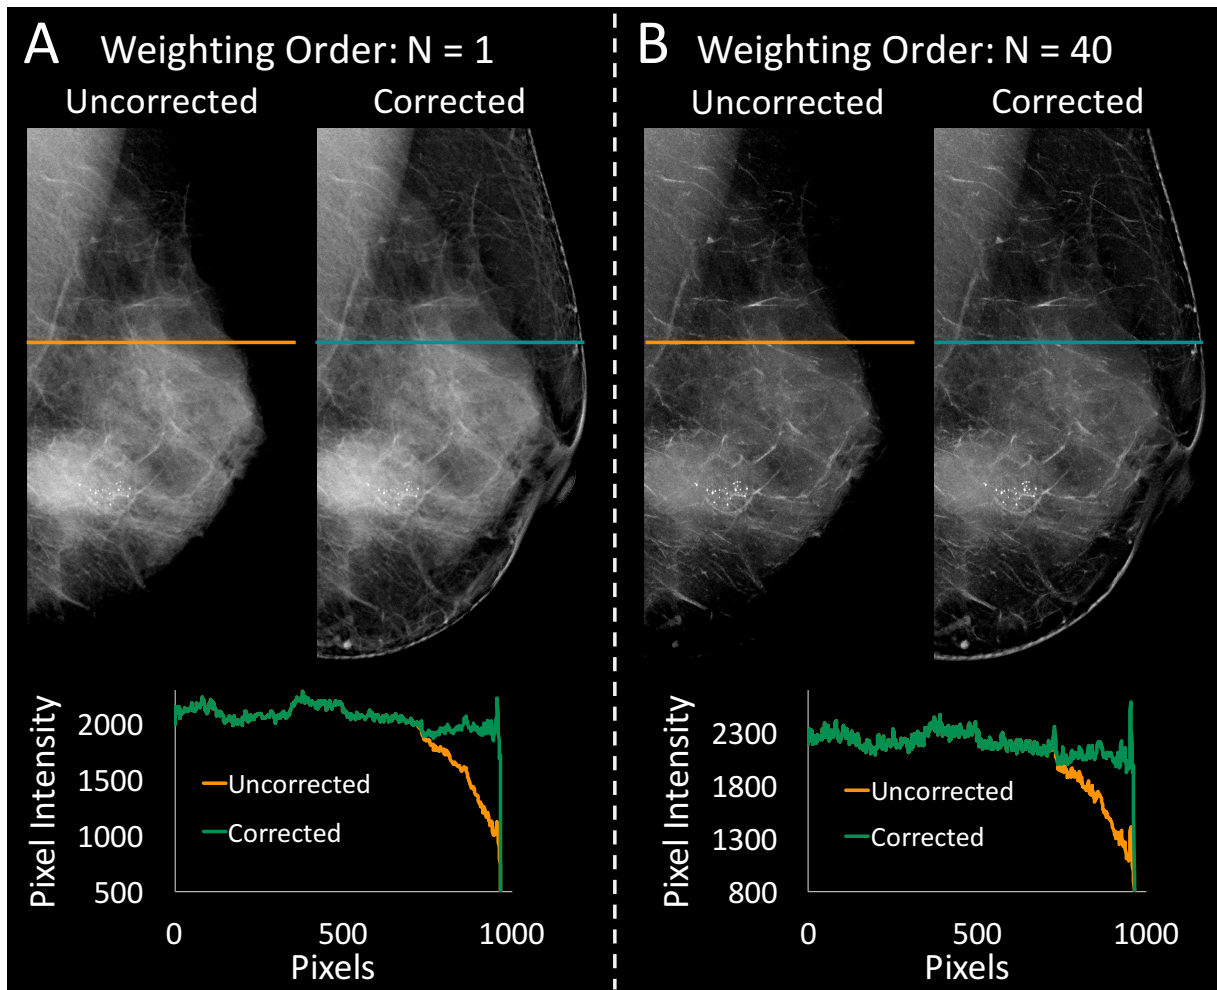 A Weighting Order: N = 1
Uncorrected Corrected
Pixel Intensity
2000
1500
1000
500
Uncorrected
Corrected
0 500 1000
Pixels
B Weighting Order: N = 40
Uncorrected Corrected
Pixel Intensity
2300
1800
1300
800
Uncorrected
Corrected
0 500 1000
Pixels